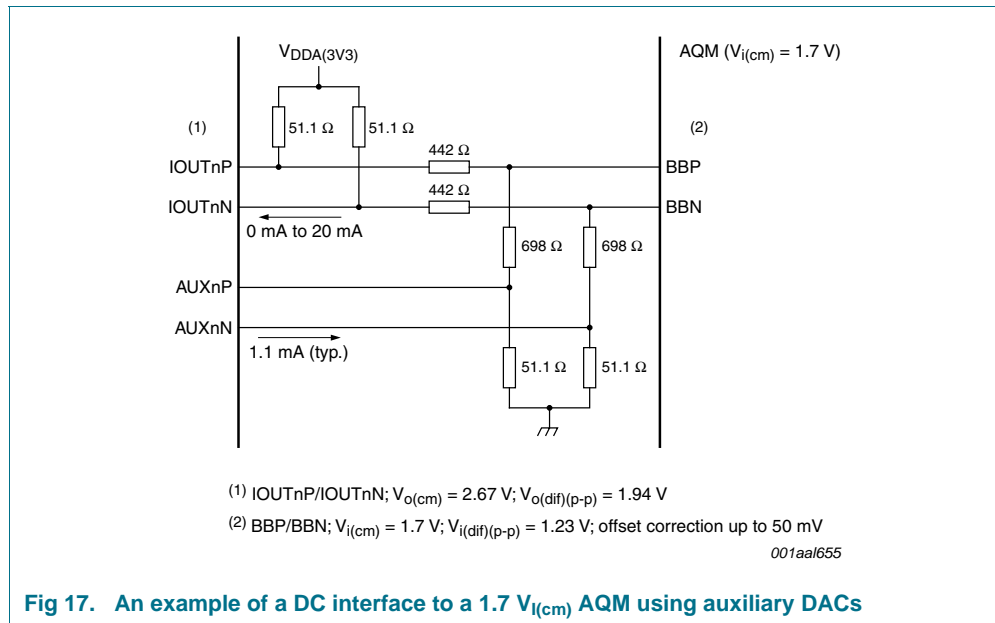 VDDA(3V3)
AQM (Vi(cm) = 1.7 V)
(1)
51.1 Ω
51.1 Ω
(2)
442 Ω
IOUTnP
BBP
442 Ω
IOUTnN
BBN
0 mA to 20 mA
698 Ω
698 Ω
AUXnP
AUXnN
1.1 mA (typ.)
51.1 Ω
51.1 Ω
(1) IOUTnP/IOUTnN; Vo(cm) = 2.67 V; Vo(dif)(p-p) = 1.94 V
(2) BBP/BBN; Vi(cm) = 1.7 V; Vi(dif)(p-p) = 1.23 V; offset correction up to 50 mV
001aal655
Fig 17. An example of a DC interface to a 1.7 VI(cm) AQM using auxiliary DACs